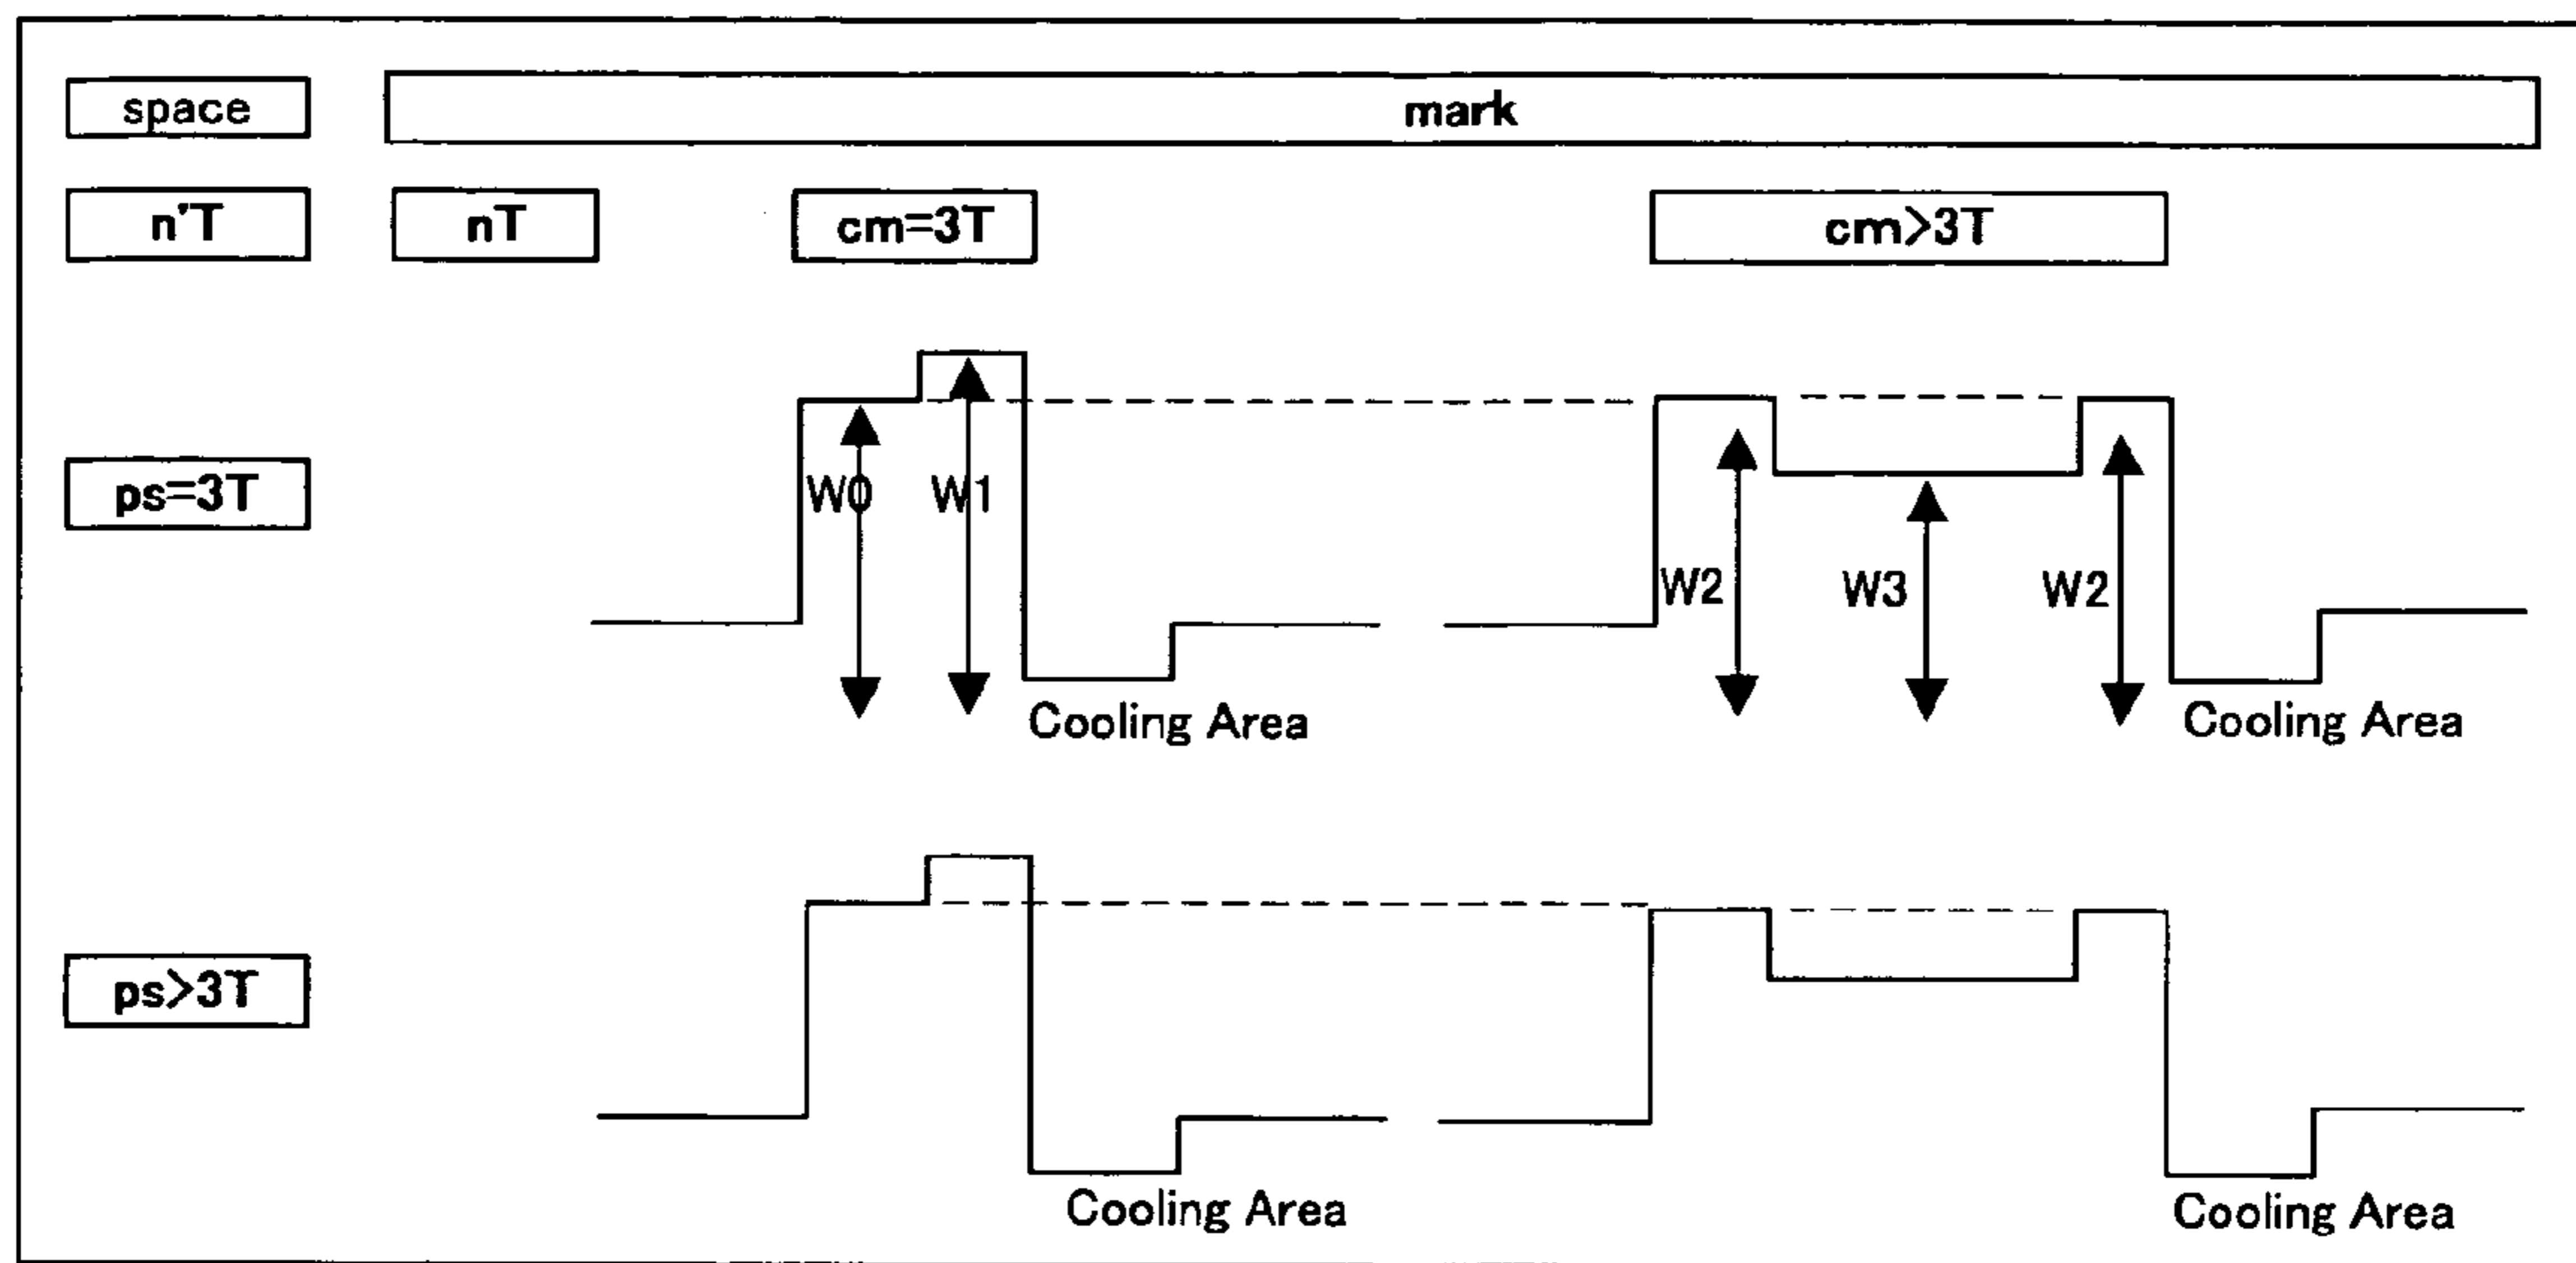 space mark
n'T nT cm=3T cm>3T
ps=3T
W0 W1 W2 W3 W2
Cooling Area Cooling Area
ps>3T
Cooling Area Cooling Area